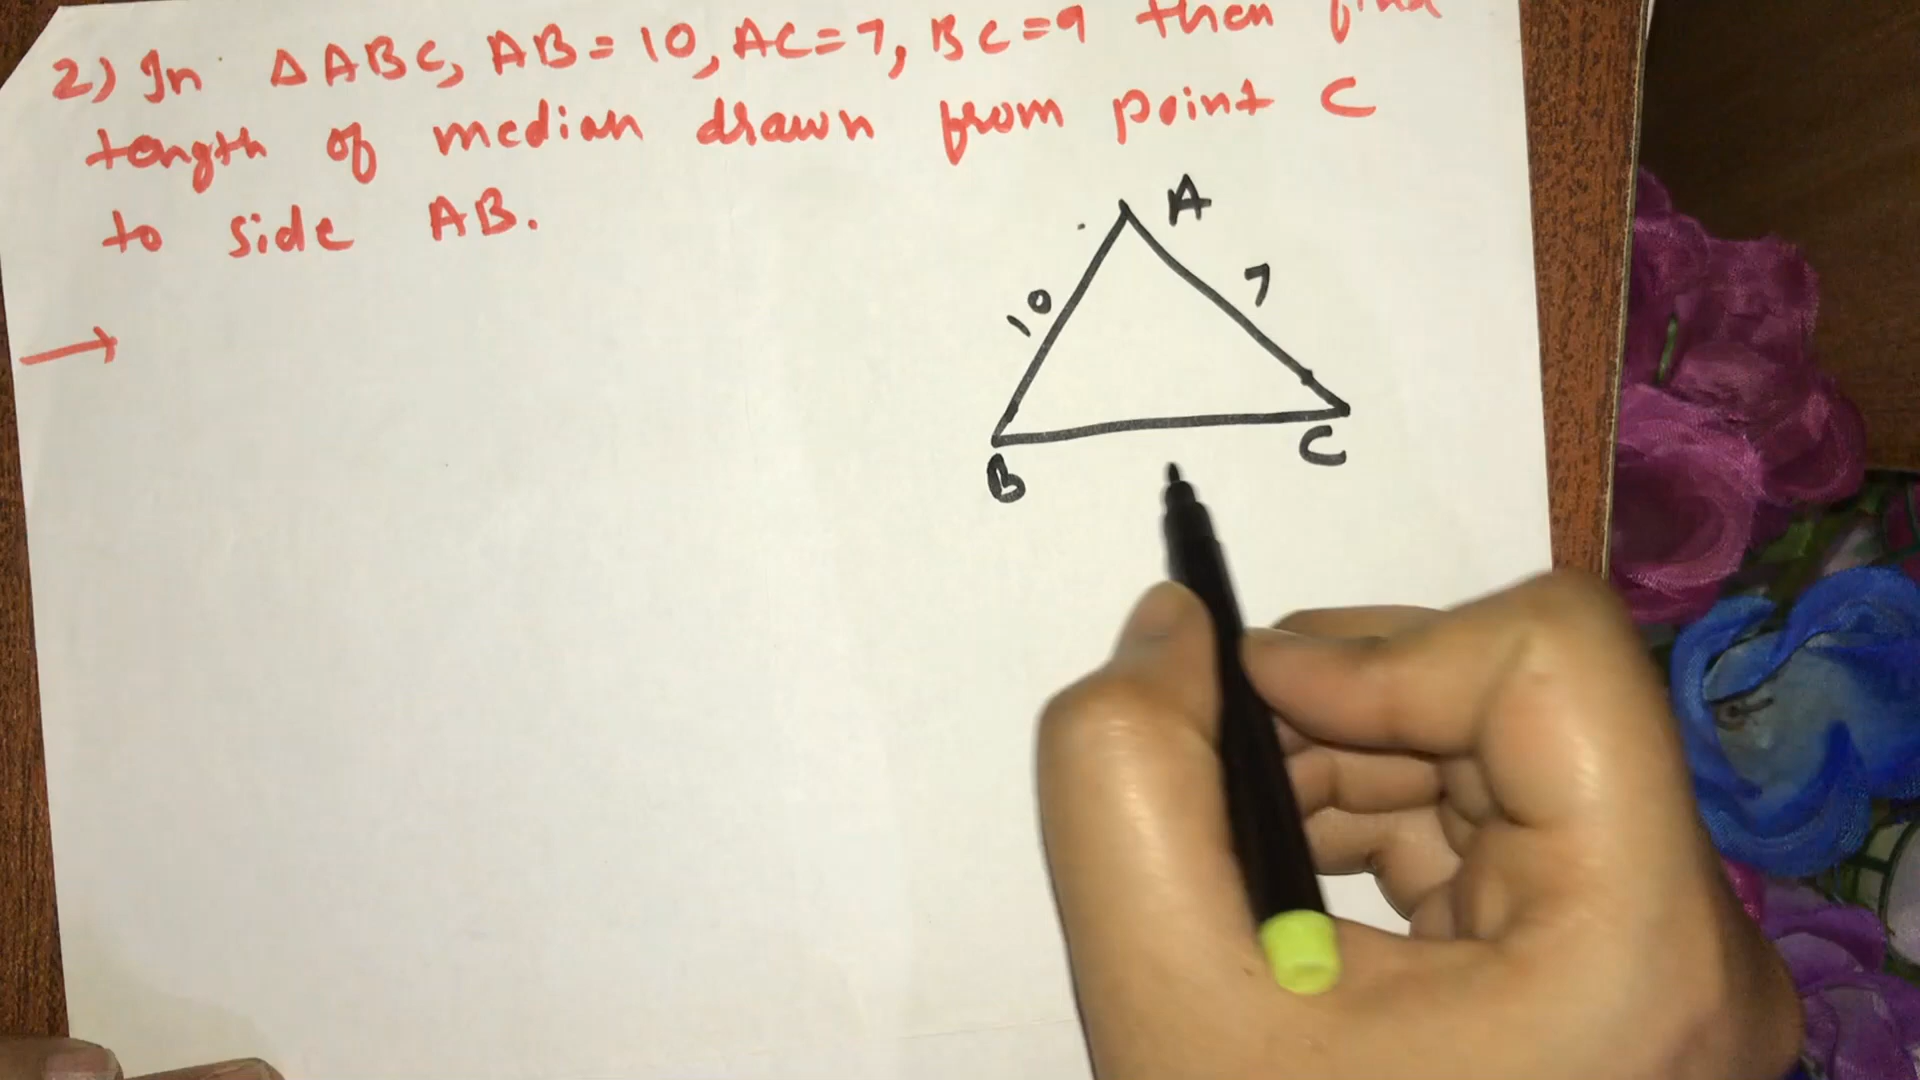 2) In ΔABC, AB=10, AC=7, BC=9 then find
length of median drawn from point C
to side AB.
→
A
10
7
B
C